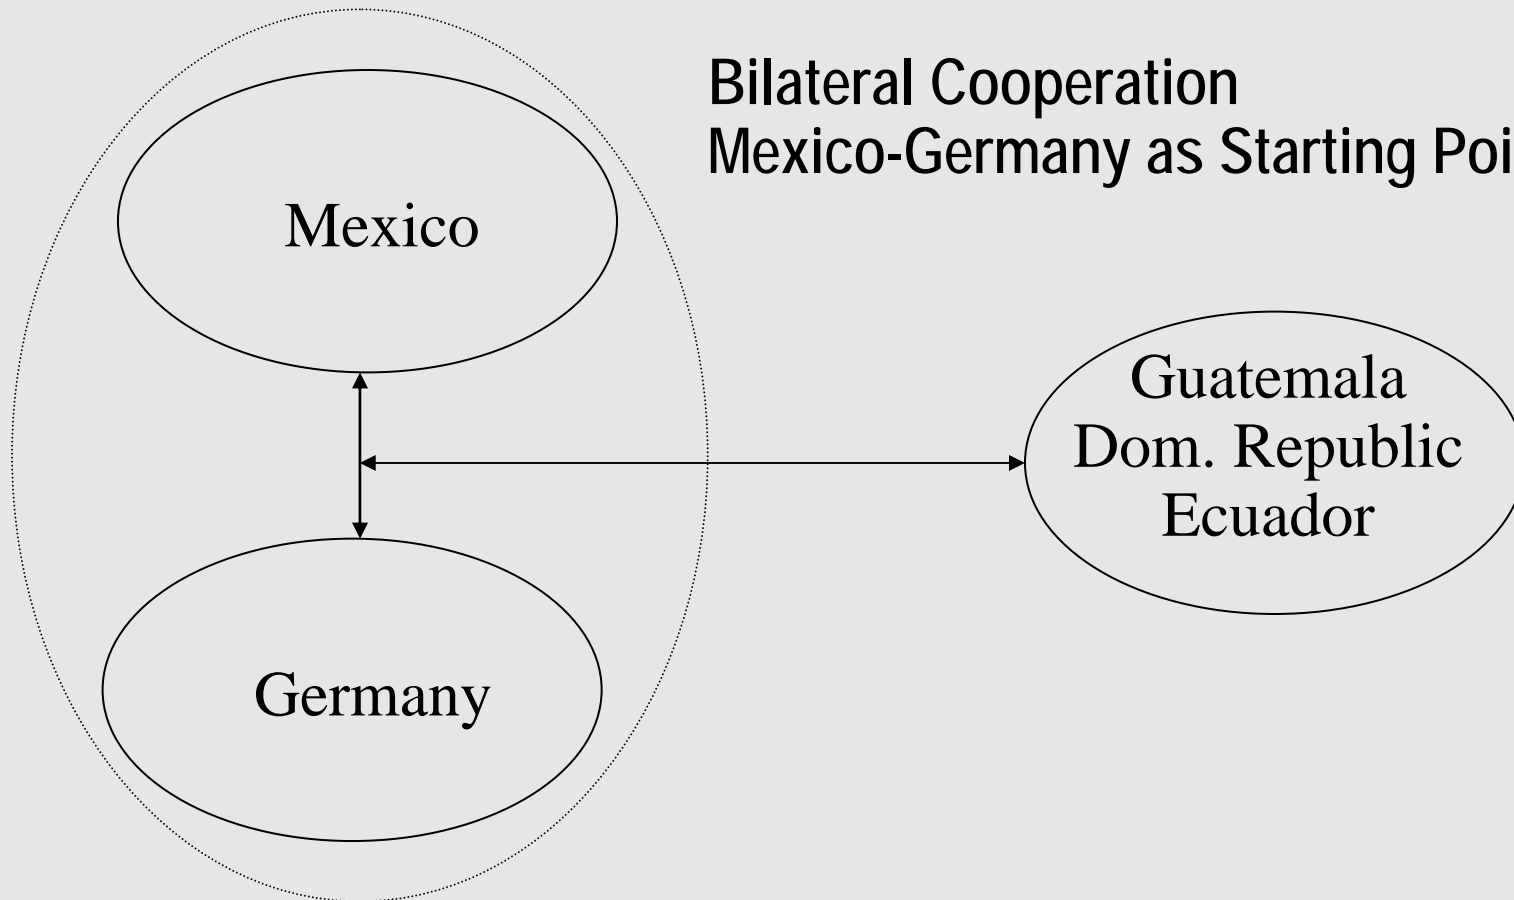 Bilateral Cooperation
Mexico-Germany as Starting Poi
Mexico
Guatemala
Dom. Republic
Ecuador
Germany